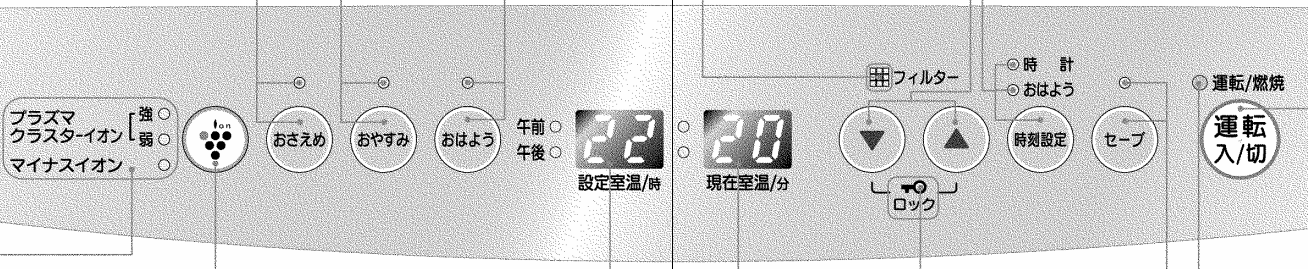 プラズマ
クラスターイオン
強
弱
マイナスイオン
ion
おさえめ
おやすみ
おはよう
午前
午後
22
設定室温/時
20
現在室温/分
フィルター
▼
▲
ロック
時 計
おはよう
時刻設定
セーブ
運転/燃焼
運転
入/切